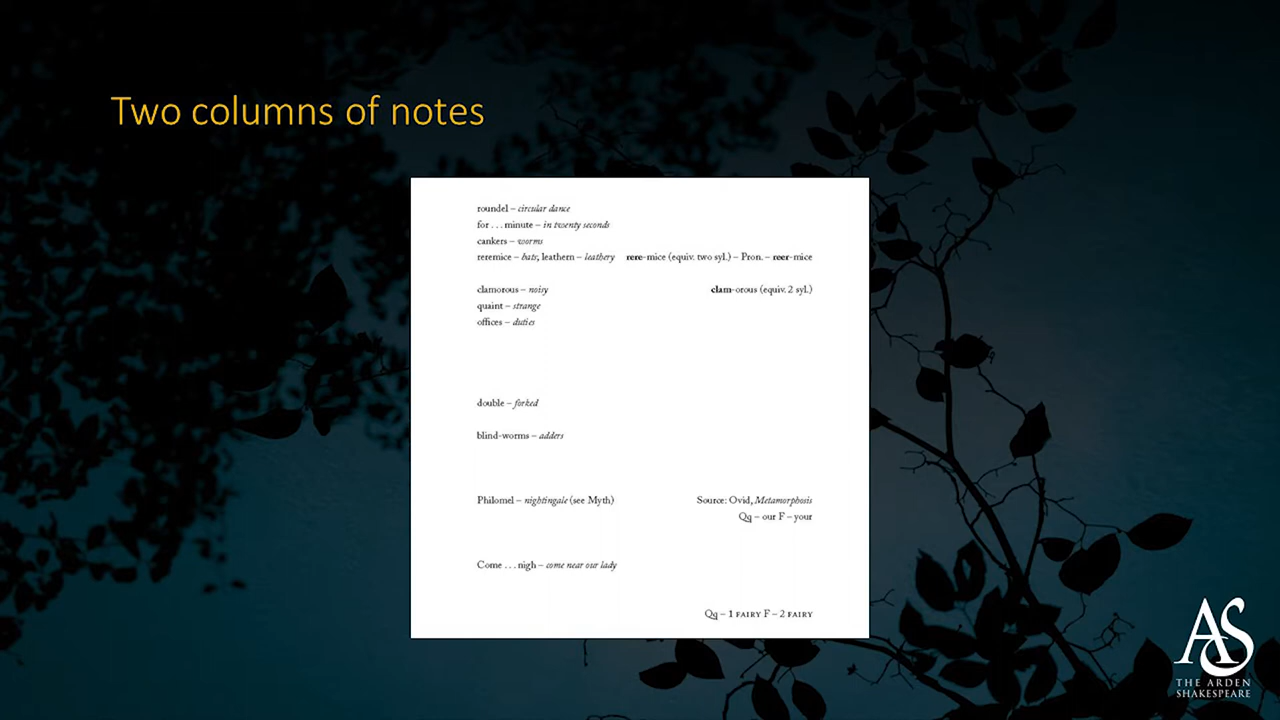 Two columns of notes
roundel – circular dance
for . . . minute – in twenty seconds
cankers – worms
reremice – bats; leathern – leathery rere-mice (equiv. two syl.) – Pron. – reer-mice
clamorous – noisy clam-orous (equiv. 2 syl.)
quaint – strange
offices – duties
double – forked
blind-worms – adders
Philomel – nightingale (see Myth) Source: Ovid, Metamorphosis
Qq – our F – your
Come . . . nigh – come near our lady
Qq – 1 FAIRY F – 2 FAIRY
AS
THE ARDEN
SHAKESPEARE